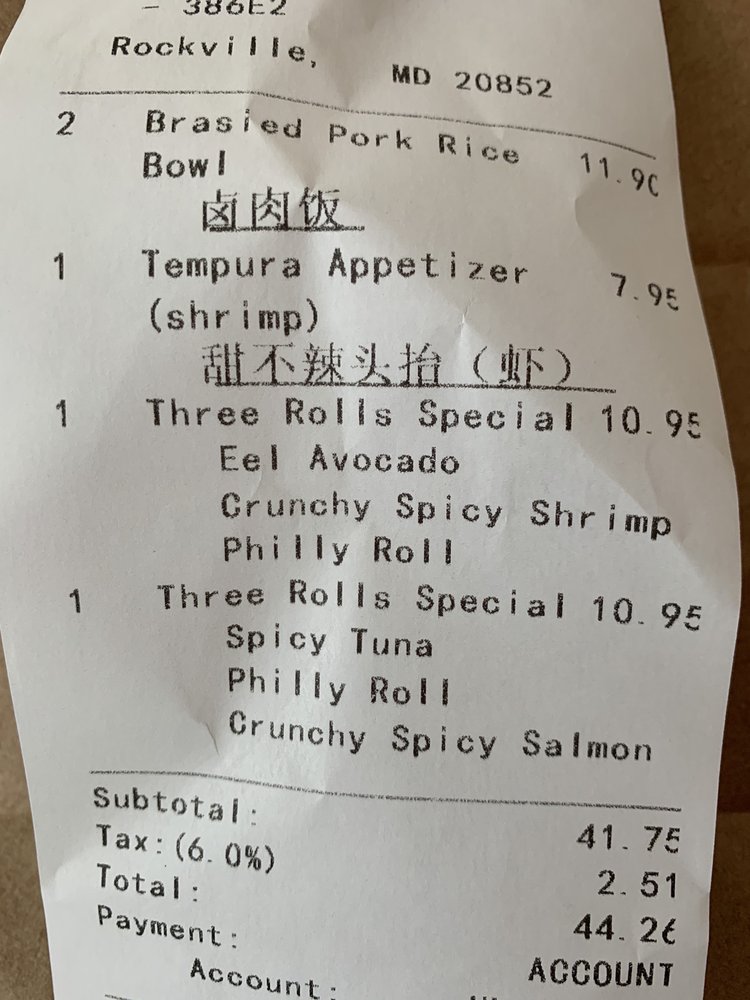 - 386E2
Rockville, MD 20852
2 Brasied Pork Rice 11.90
Bowl
卤肉饭
1 Tempura Appetizer 7.95
(shrimp)
甜不辣头抬（虾）
1 Three Rolls Special 10.95
Eel Avocado
Crunchy Spicy Shrimp
Philly Roll
1 Three Rolls Special 10.95
Spicy Tuna
Philly Roll
Crunchy Spicy Salmon
Subtotal: 41.75
Tax:(6.0%) 2.51
Total: 44.26
Payment: ACCOUNT
Account: